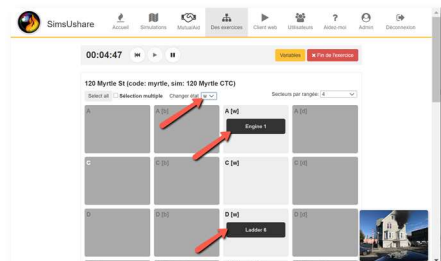 SimsUshare
Accueil
Simulations
MutualAid
Des exercices
Client web
Utilisateurs
Aidez-moi
Admin
Déconnexion
00:04:47
Variables
Fin de l'exercice
120 Myrtle St (code: myrtle, sim: 120 Myrtle CTC)
Select all Sélection multiple Changer état w Secteurs par rangée: 4
A A [b] A [w] A [d]
Engine 1
C C [b] C [w] C [d]
D D [b] D [w] D [d]
Ladder 6